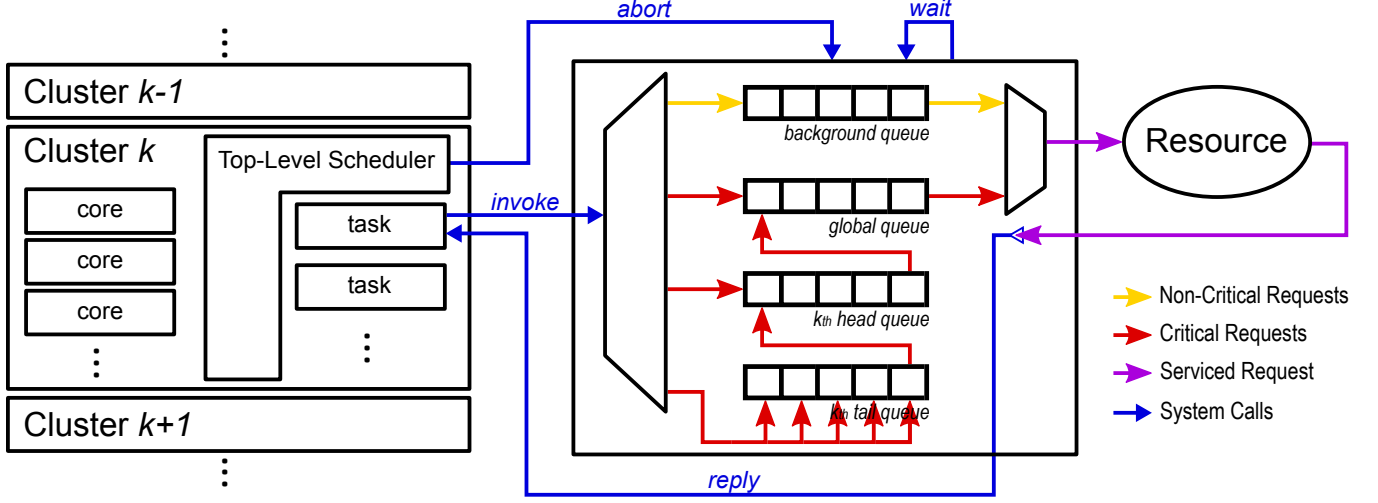 abort
wait
Cluster k-1
Cluster k
Top-Level Scheduler
core
core
core
task
task
invoke
background queue
global queue
kth head queue
kth tail queue
Resource
Non-Critical Requests
Critical Requests
Serviced Request
System Calls
Cluster k+1
reply